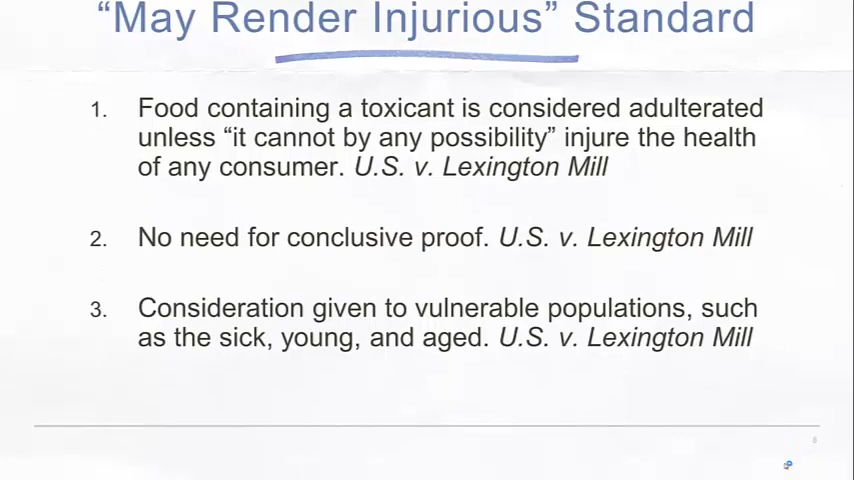 “May Render Injurious” Standard
1. Food containing a toxicant is considered adulterated
unless “it cannot by any possibility” injure the health
of any consumer. U.S. v. Lexington Mill
2. No need for conclusive proof. U.S. v. Lexington Mill
3. Consideration given to vulnerable populations, such
as the sick, young, and aged. U.S. v. Lexington Mill
8